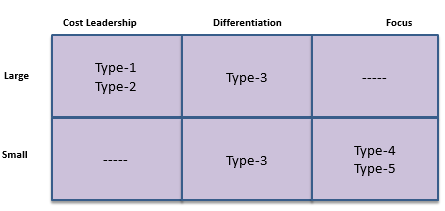 Cost Leadership Differentiation Focus
Large
Type-1
Type-2
Type-3
-----
Small
-----
Type-3
Type-4
Type-5